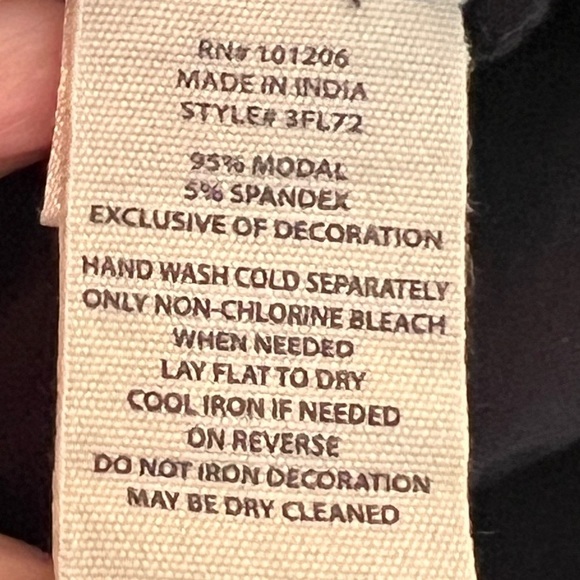 RN# 101206
MADE IN INDIA
STYLE# 3FL72
95% MODAL
5% SPANDEX
EXCLUSIVE OF DECORATION
HAND WASH COLD SEPARATELY
ONLY NON-CHLORINE BLEACH
WHEN NEEDED
LAY FLAT TO DRY
COOL IRON IF NEEDED
ON REVERSE
DO NOT IRON DECORATION
MAY BE DRY CLEANED